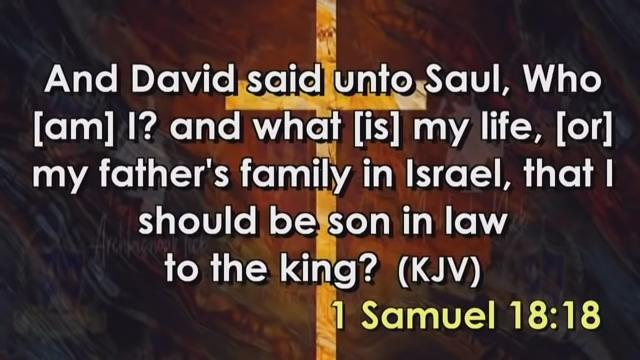 And David said unto Saul, Who
[am] I? and what [is] my life, [or]
my father's family in Israel, that I
should be son in law
to the king? (KJV)
1 Samuel 18:18